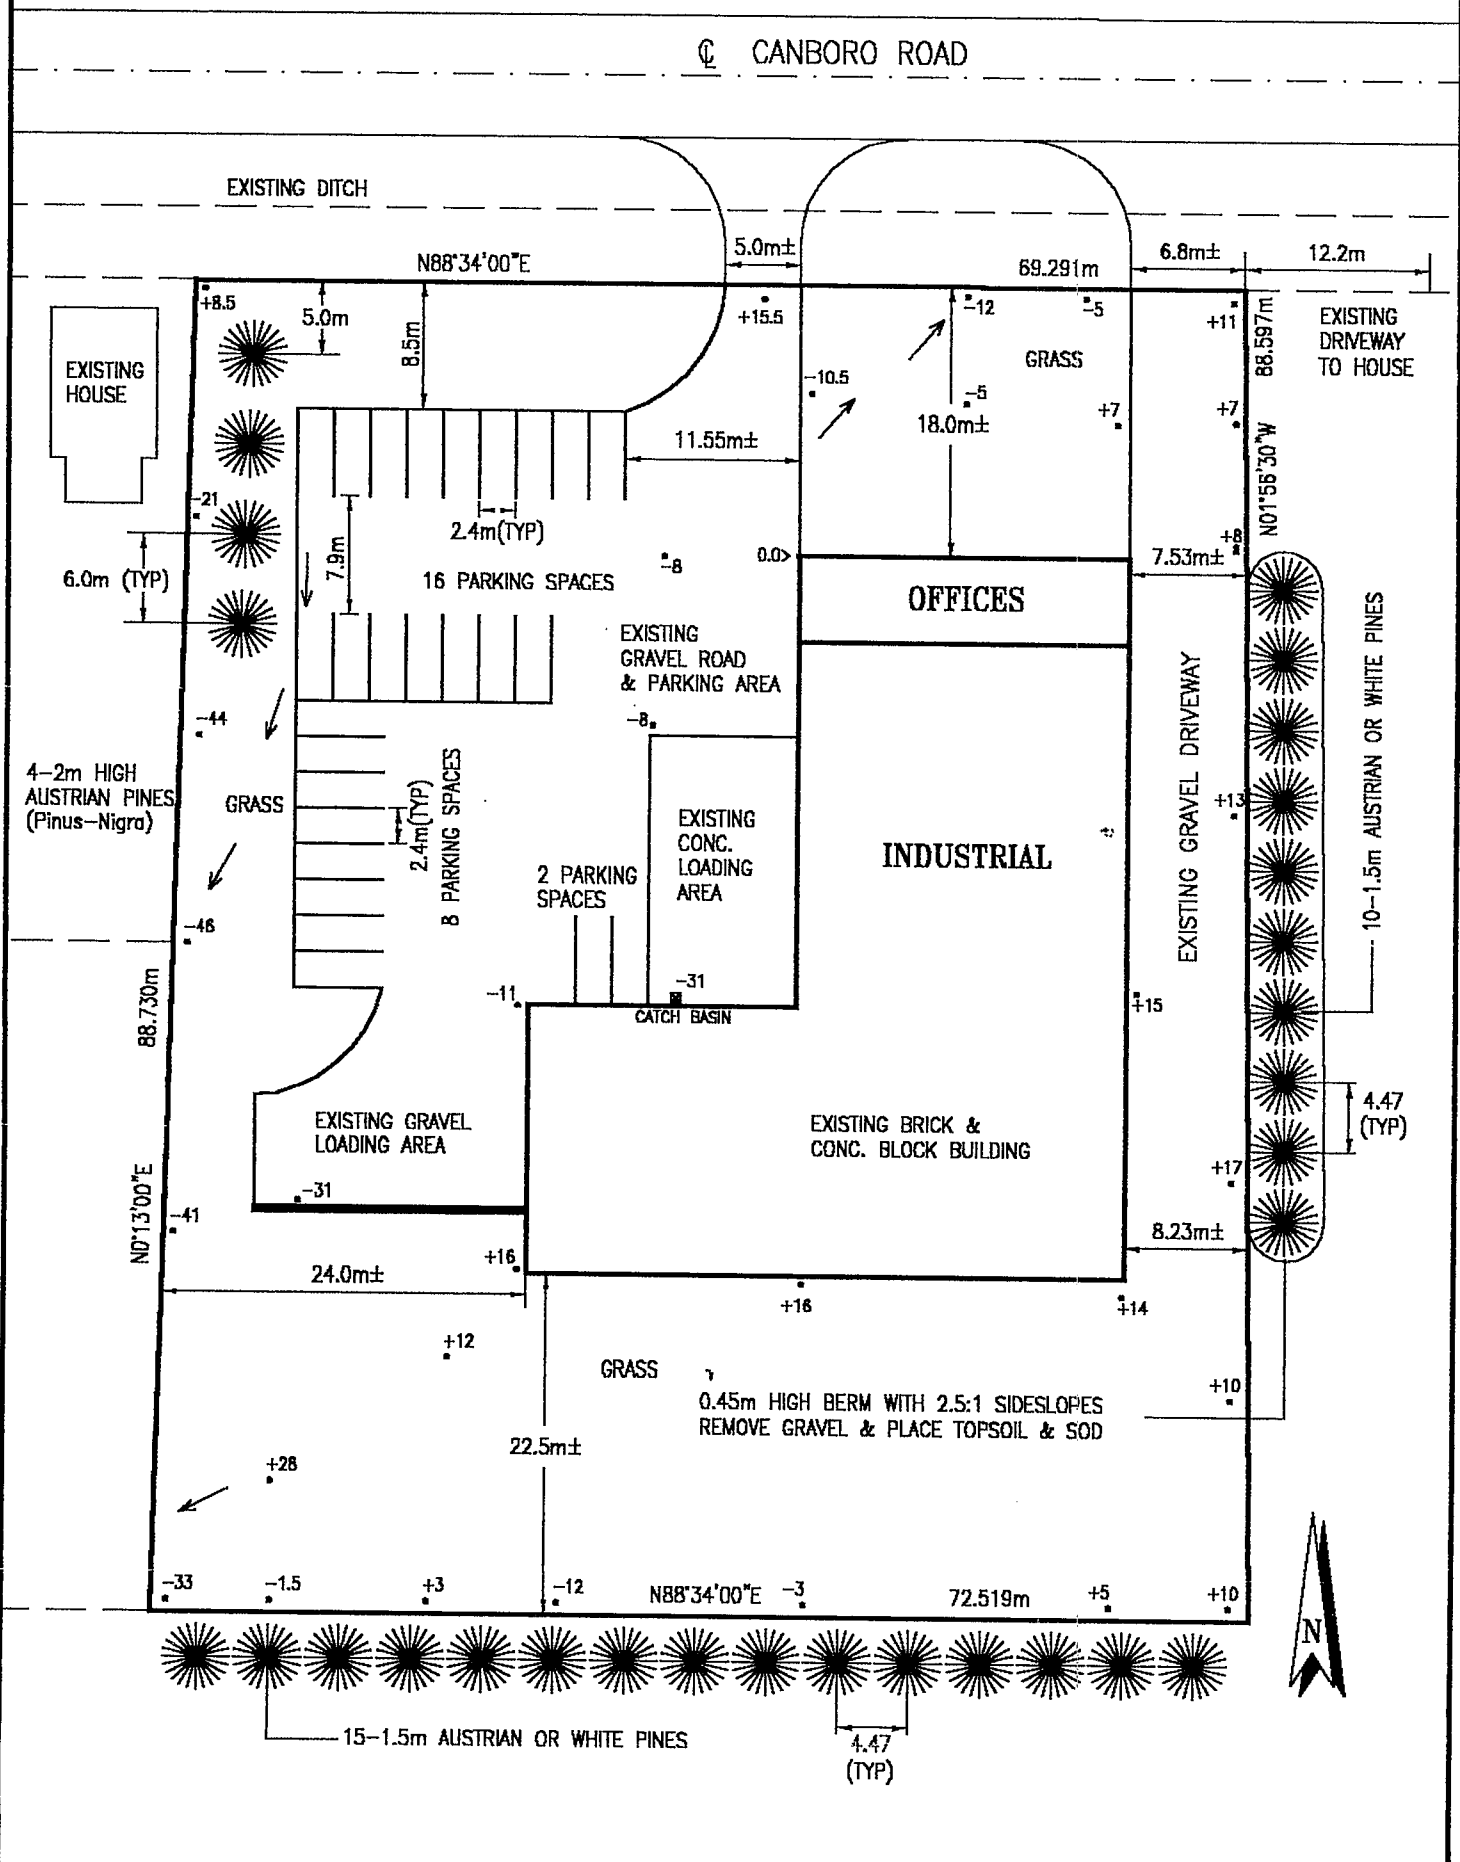 ℄ CANBORO ROAD
EXISTING DITCH
N88°34'00"E
5.0m±
69.291m
6.8m±
12.2m
+8.5
5.0m
8.5m
+15.5
-12
-5
+11
88.597m
EXISTING
DRIVEWAY
TO HOUSE
EXISTING
HOUSE
-10.5
GRASS
-5
+7
+7
18.0m±
11.55m±
N01°56'30"W
-21
2.4m(TYP)
7.9m
+8
7.53m±
6.0m (TYP)
0.0
-8
16 PARKING SPACES
OFFICES
EXISTING
GRAVEL ROAD
& PARKING AREA
-44
-8
4-2m HIGH
AUSTRIAN PINES
(Pinus-Nigra)
GRASS
2.4m(TYP)
8 PARKING SPACES
EXISTING
CONC.
LOADING
AREA
INDUSTRIAL
EXISTING GRAVEL DRIVEWAY
+13
10-1.5m AUSTRIAN OR WHITE PINES
2 PARKING
SPACES
-46
-11
-31
CATCH BASIN
+15
88.730m
EXISTING GRAVEL
LOADING AREA
EXISTING BRICK &
CONC. BLOCK BUILDING
4.47
(TYP)
+17
-31
-41
N0°13'00"E
8.23m±
+16
24.0m±
+16
+14
+12
GRASS
0.45m HIGH BERM WITH 2.5:1 SIDESLOPES
REMOVE GRAVEL & PLACE TOPSOIL & SOD
+10
22.5m±
+28
-33
-1.5
+3
-12
N88°34'00"E
-3
72.519m
+5
+10
N
15-1.5m AUSTRIAN OR WHITE PINES
4.47
(TYP)